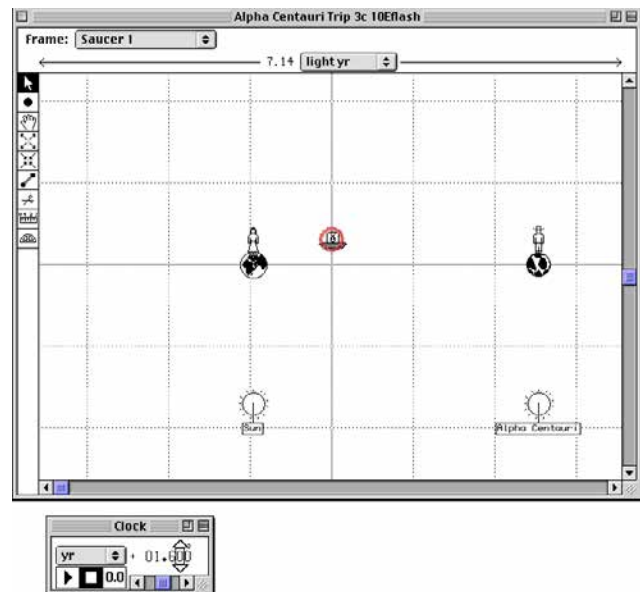 Alpha Centauri Trip 3c 10Eflash
Frame: Saucer 1
7.14 light yr
Sun
Alpha Centauri
Clock
yr + 01.600
0.0